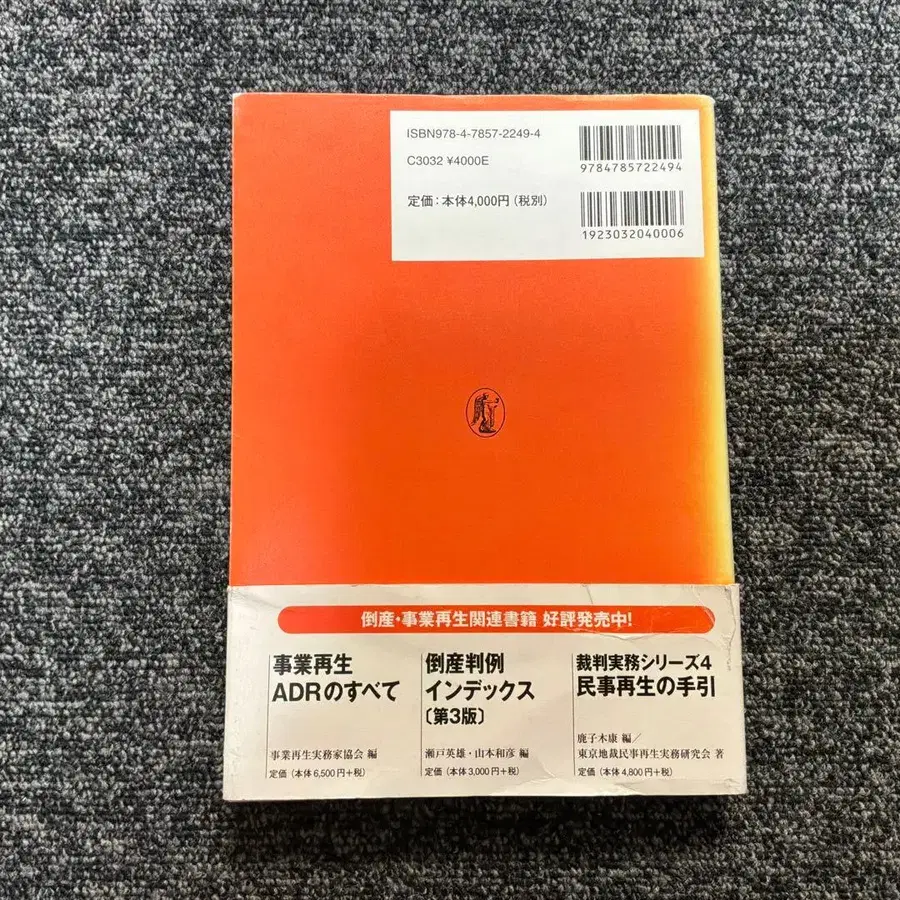 ISBN978-4-7857-2249-4
C3032 ¥4000E
定価：本体4,000円（税別）
9784785722494
1923032040006
倒産・事業再生関連書籍 好評発売中!
事業再生
ADRのすべて
事業再生実務家協会 編
定価（本体6,500円＋税）
倒産判例
インデックス
〔第3版〕
瀬戸英雄・山本和彦 編
定価（本体3,000円＋税）
裁判実務シリーズ4
民事再生の手引
鹿子木康 編／
東京地裁民事再生実務研究会 著
定価（本体4,800円＋税）